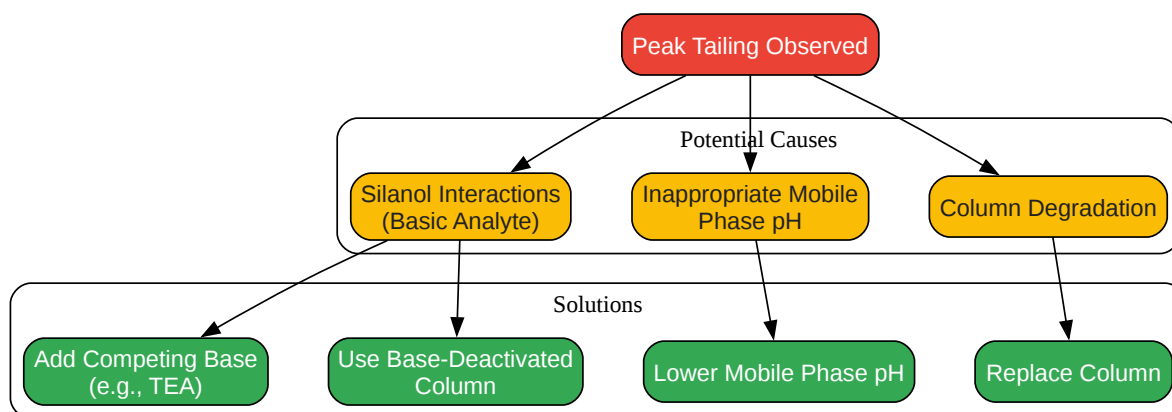 Peak Tailing Observed
Potential Causes
Silanol Interactions
(Basic Analyte)
Inappropriate Mobile
Phase pH
Column Degradation
Solutions
Add Competing Base
(e.g., TEA)
Use Base-Deactivated
Column
Lower Mobile Phase pH
Replace Column